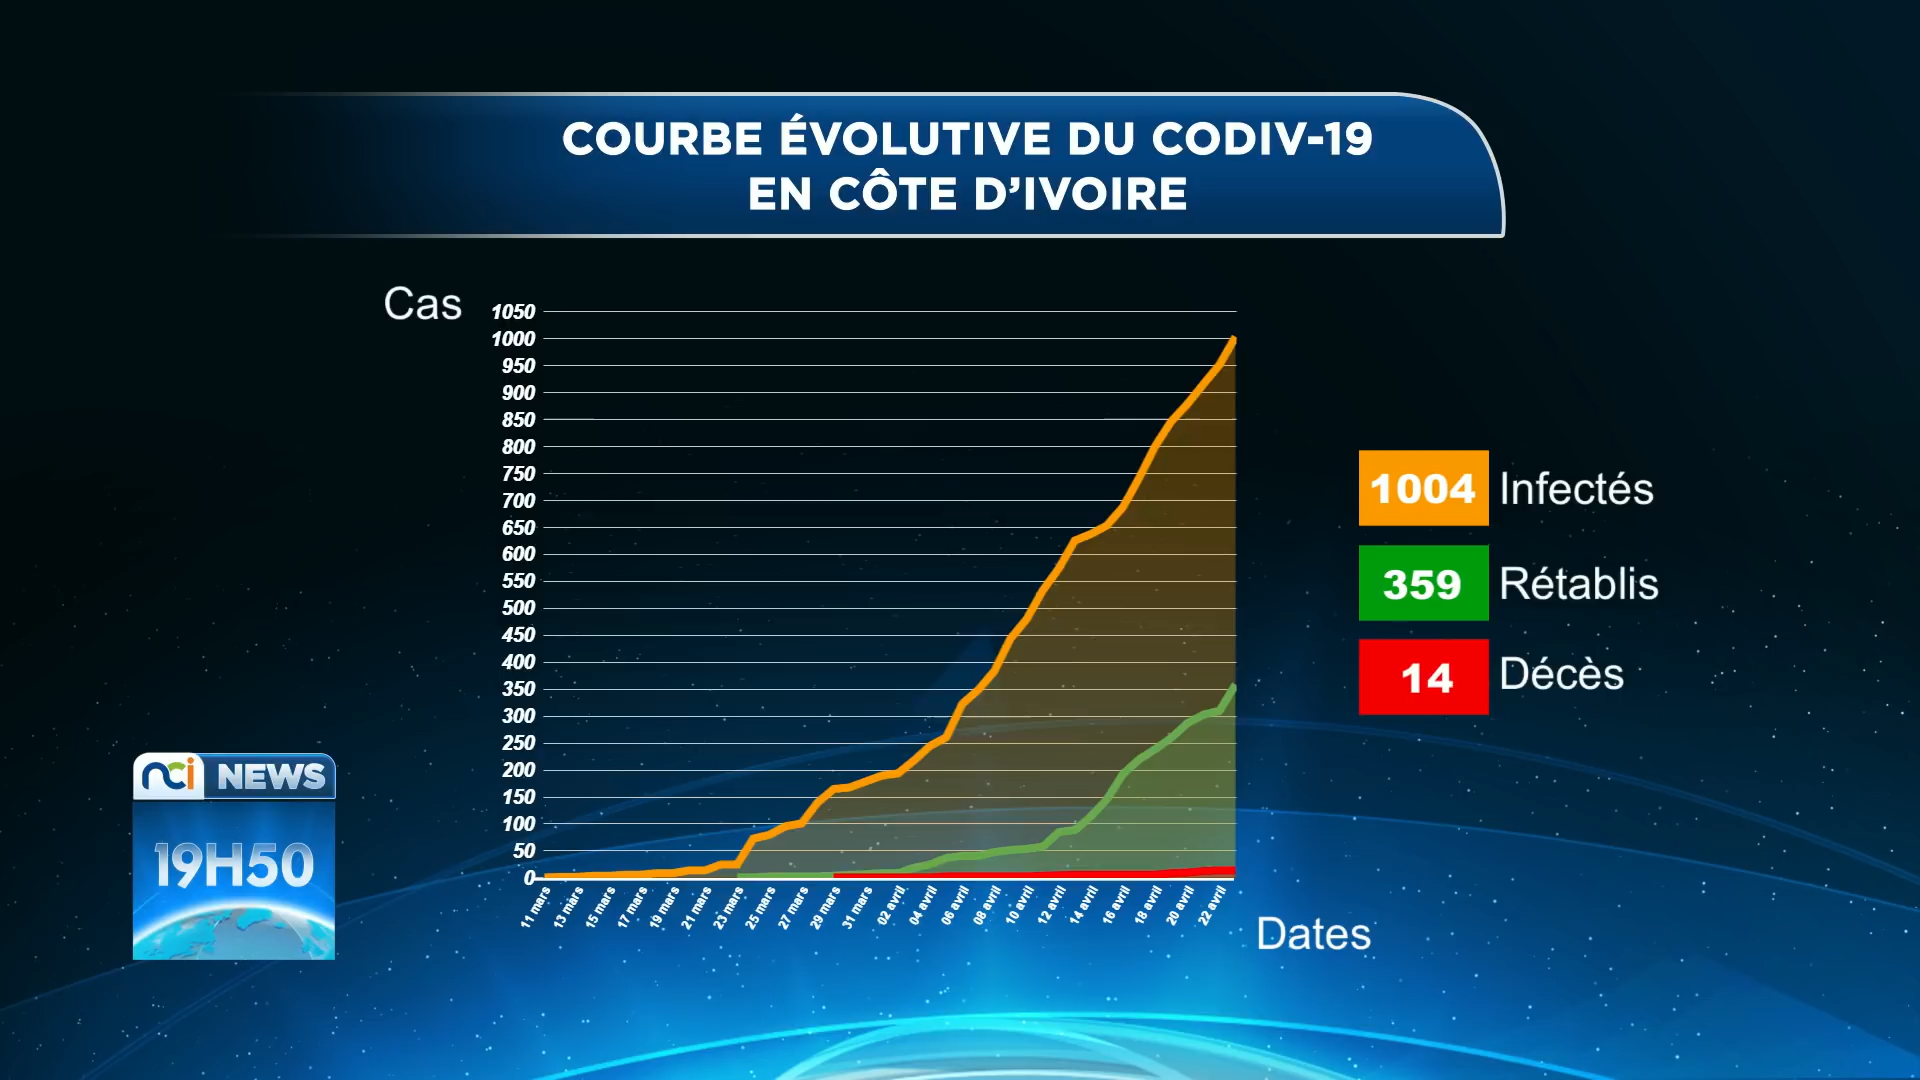 COURBE ÉVOLUTIVE DU CODIV-19
EN CÔTE D'IVOIRE
Cas
1050
1000
950
900
850
800
750
700
650
600
550
500
450
400
350
300
250
200
150
100
50
0
11 mars
13 mars
15 mars
17 mars
19 mars
21 mars
23 mars
25 mars
27 mars
29 mars
31 mars
02 avril
04 avril
06 avril
08 avril
10 avril
12 avril
14 avril
16 avril
18 avril
20 avril
22 avril
Dates
1004 Infectés
359 Rétablis
14 Décès
nci NEWS
19H50